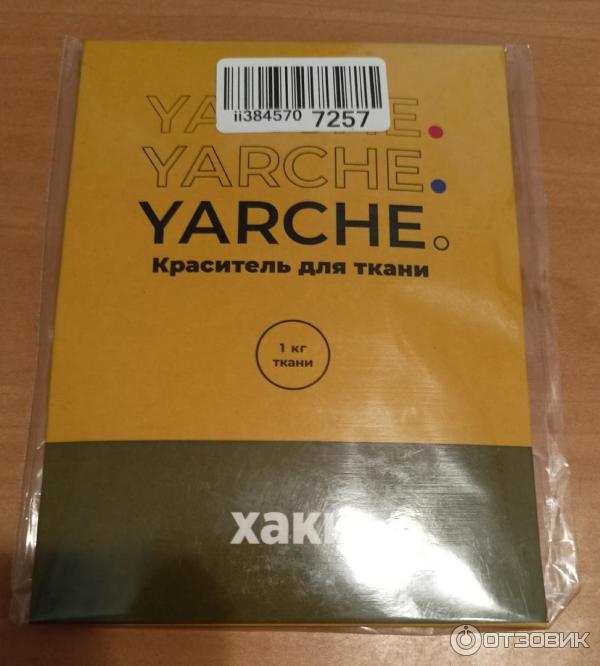 ii384570 7257
YARCHE.
YARCHE.
YARCHE.
Краситель для ткани
1 кг
ткани
хаки
ОТЗОВИК